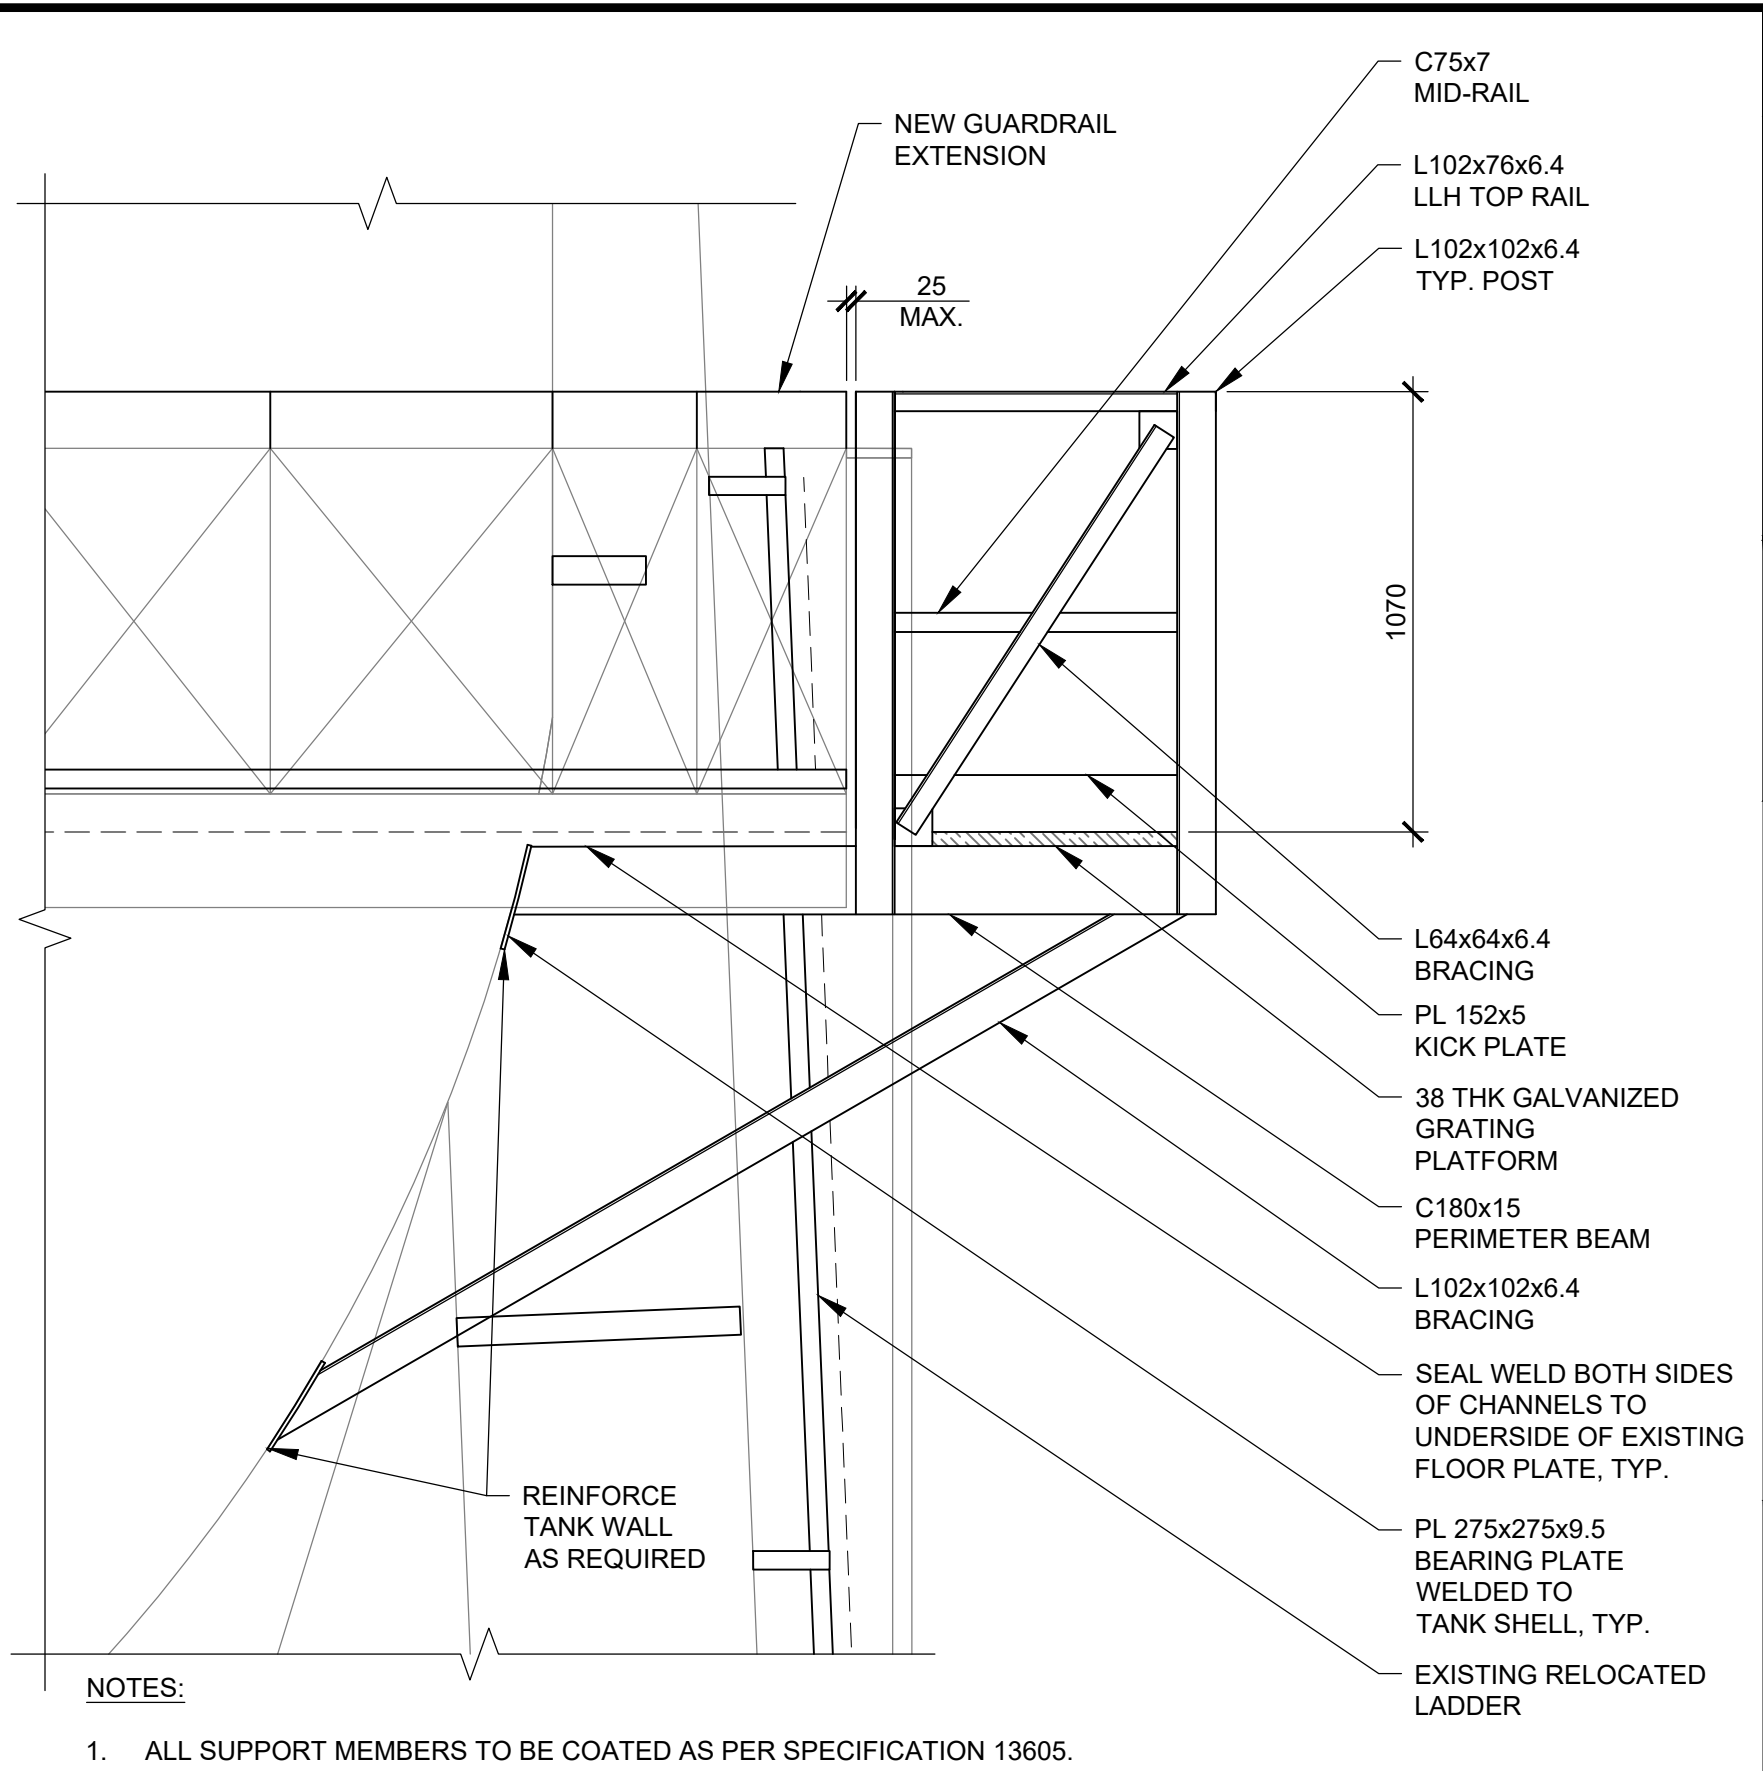 C75x7
MID-RAIL
NEW GUARDRAIL
EXTENSION
L102x76x6.4
LLH TOP RAIL
L102x102x6.4
TYP. POST
25
MAX.
1070
L64x64x6.4
BRACING
PL 152x5
KICK PLATE
38 THK GALVANIZED
GRATING
PLATFORM
C180x15
PERIMETER BEAM
L102x102x6.4
BRACING
SEAL WELD BOTH SIDES
OF CHANNELS TO
UNDERSIDE OF EXISTING
FLOOR PLATE, TYP.
REINFORCE
TANK WALL
AS REQUIRED
PL 275x275x9.5
BEARING PLATE
WELDED TO
TANK SHELL, TYP.
EXISTING RELOCATED
LADDER
NOTES:
1. ALL SUPPORT MEMBERS TO BE COATED AS PER SPECIFICATION 13605.